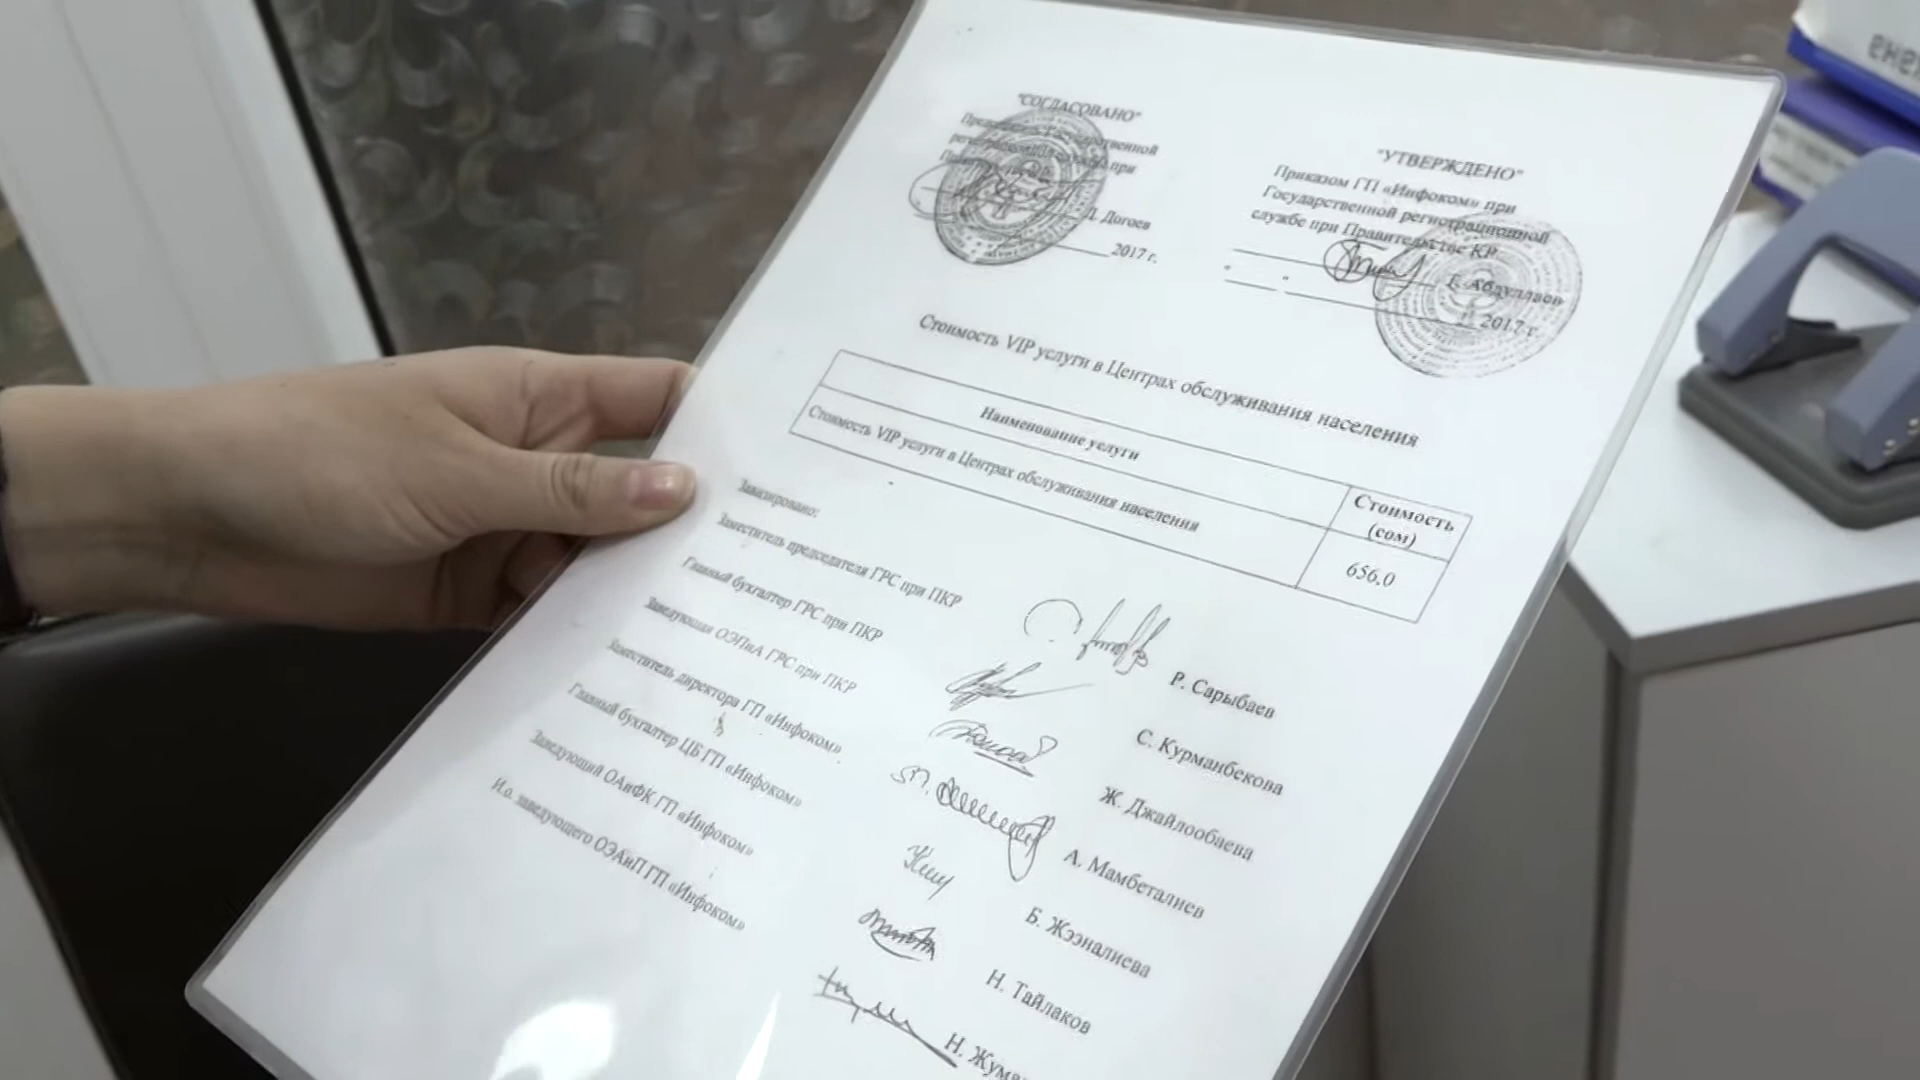 "СОГЛАСОВАНО"
Государственной
при
Д. Догоев
2017 г.
"УТВЕРЖДЕНО"
Приказом ГП «Инфоком» при
Государственной регистрационной
службе при Правительстве КР
Абдуллаев
" "
2017 г.
Стоимость VIP услуги в Центрах обслуживания населения
Наименование услуги
Стоимость
(сом)
Стоимость VIP услуги в Центрах обслуживания населения
656,0
Завизировано:
Заместитель председателя ГРС при ПКР
Р. Сарыбаев
Главный бухгалтер ГРС при ПКР
С. Курманбекова
Заведующая ОЭПиА ГРС при ПКР
Ж. Джайлообаева
Заместитель директора ГП «Инфоком»
А. Мамбеталиев
Главный бухгалтер ЦБ ГП «Инфоком»
Б. Жээналиева
Заведующий ОАиФК ГП «Инфоком»
Н. Тайлаков
И.о. заведующего ОЭАиП ГП «Инфоком»
Н. Жума